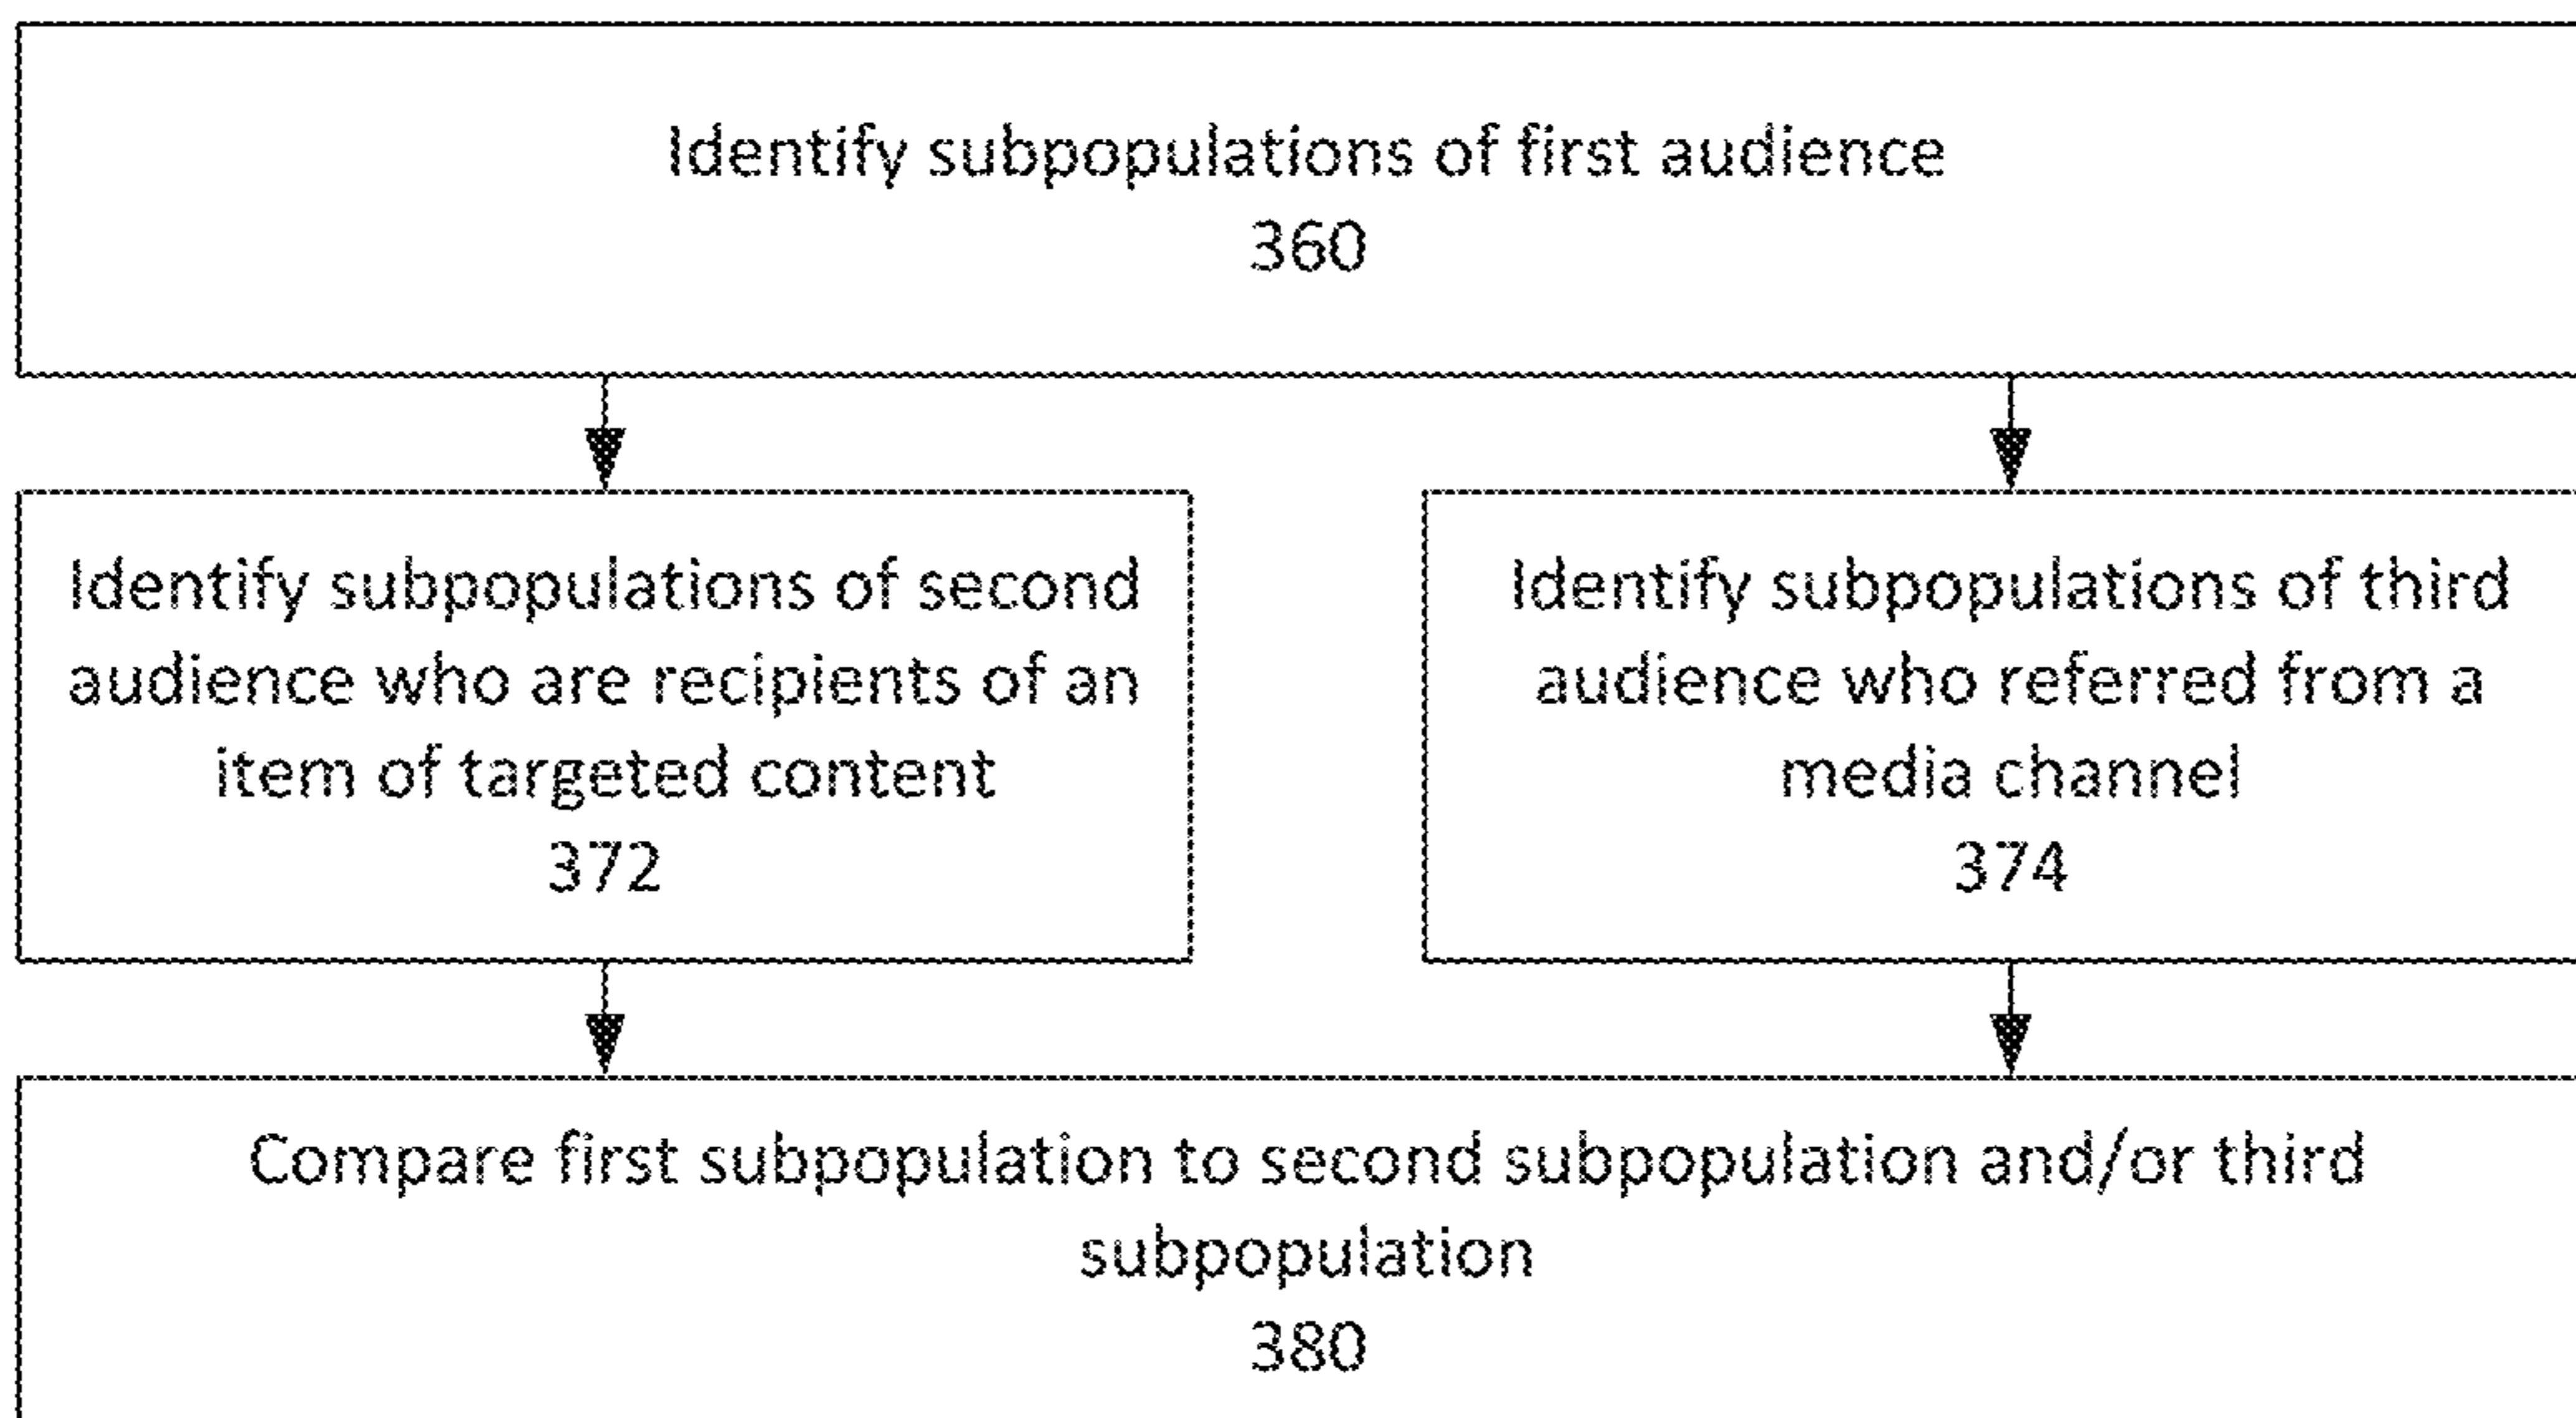 Identify subpopulations of first audience
360
Identify subpopulations of second
audience who are recipients of an
item of targeted content
372
Identify subpopulations of third
audience who referred from a
media channel
374
Compare first subpopulation to second subpopulation and/or third
subpopulation
380